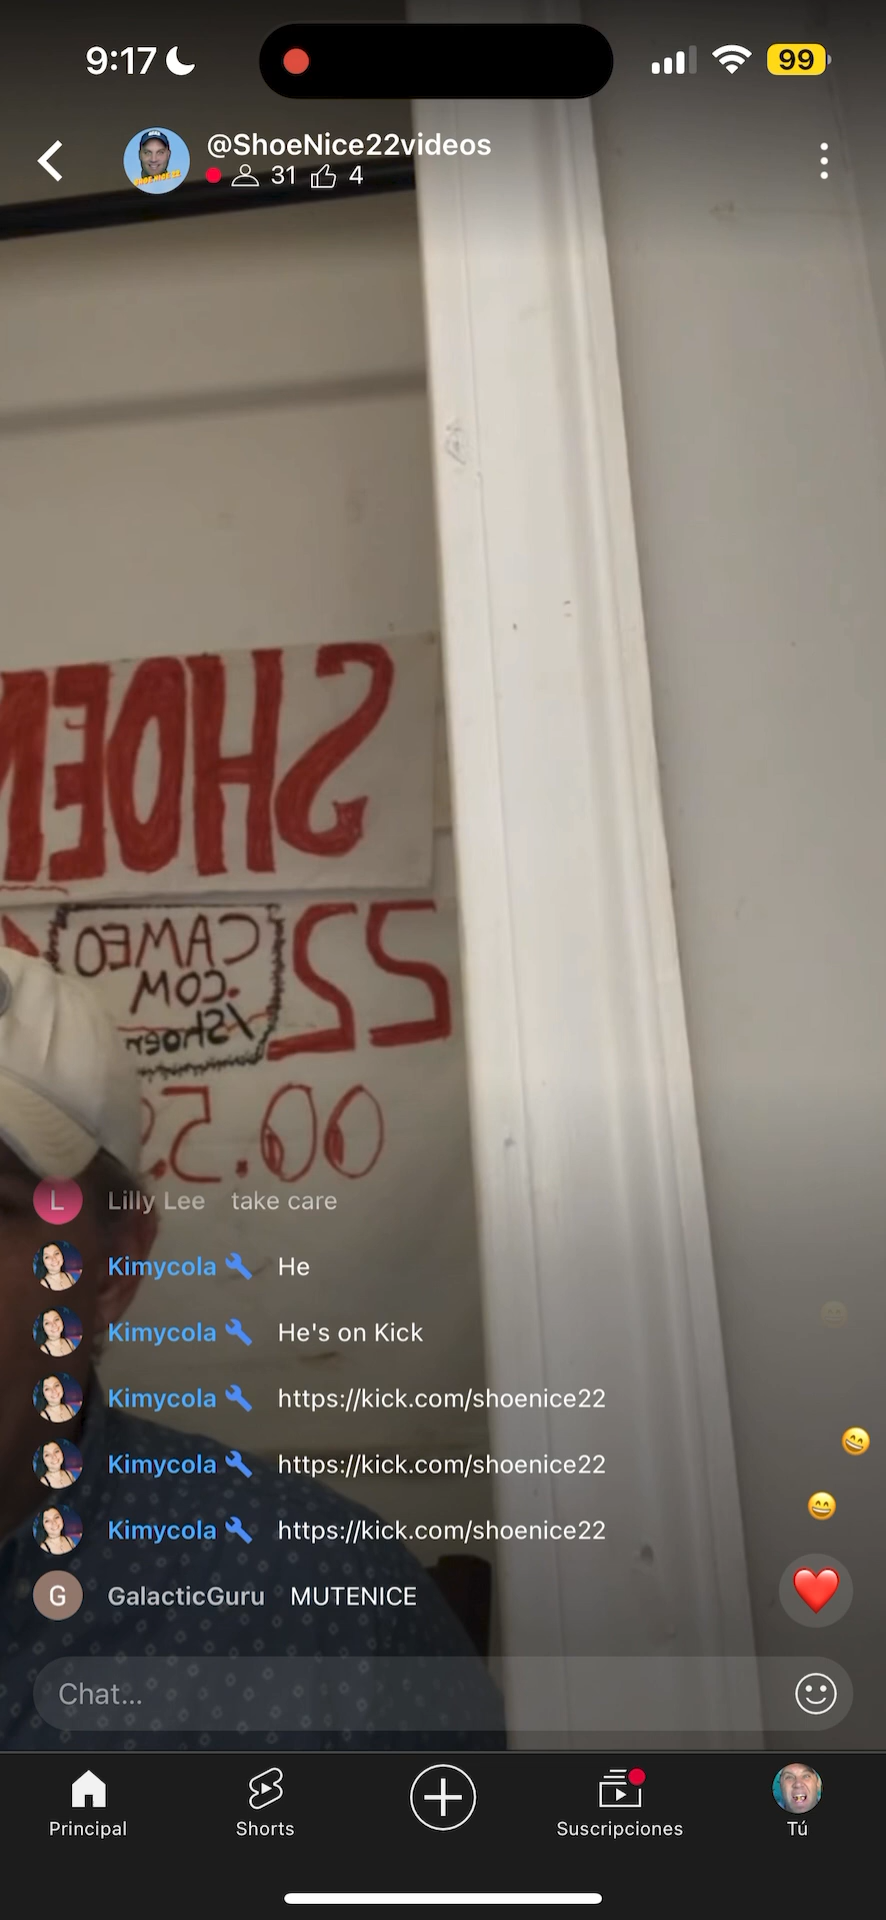 9:17
99
@ShoeNice22videos
31 4
SHOEN
22
CAMEO
.COM
/Shoen
00.5
Lilly Lee take care
Kimycola He
Kimycola He's on Kick
Kimycola https://kick.com/shoenice22
Kimycola https://kick.com/shoenice22
Kimycola https://kick.com/shoenice22
G GalacticGuru MUTENICE
Chat...
Principal Shorts Suscripciones Tú